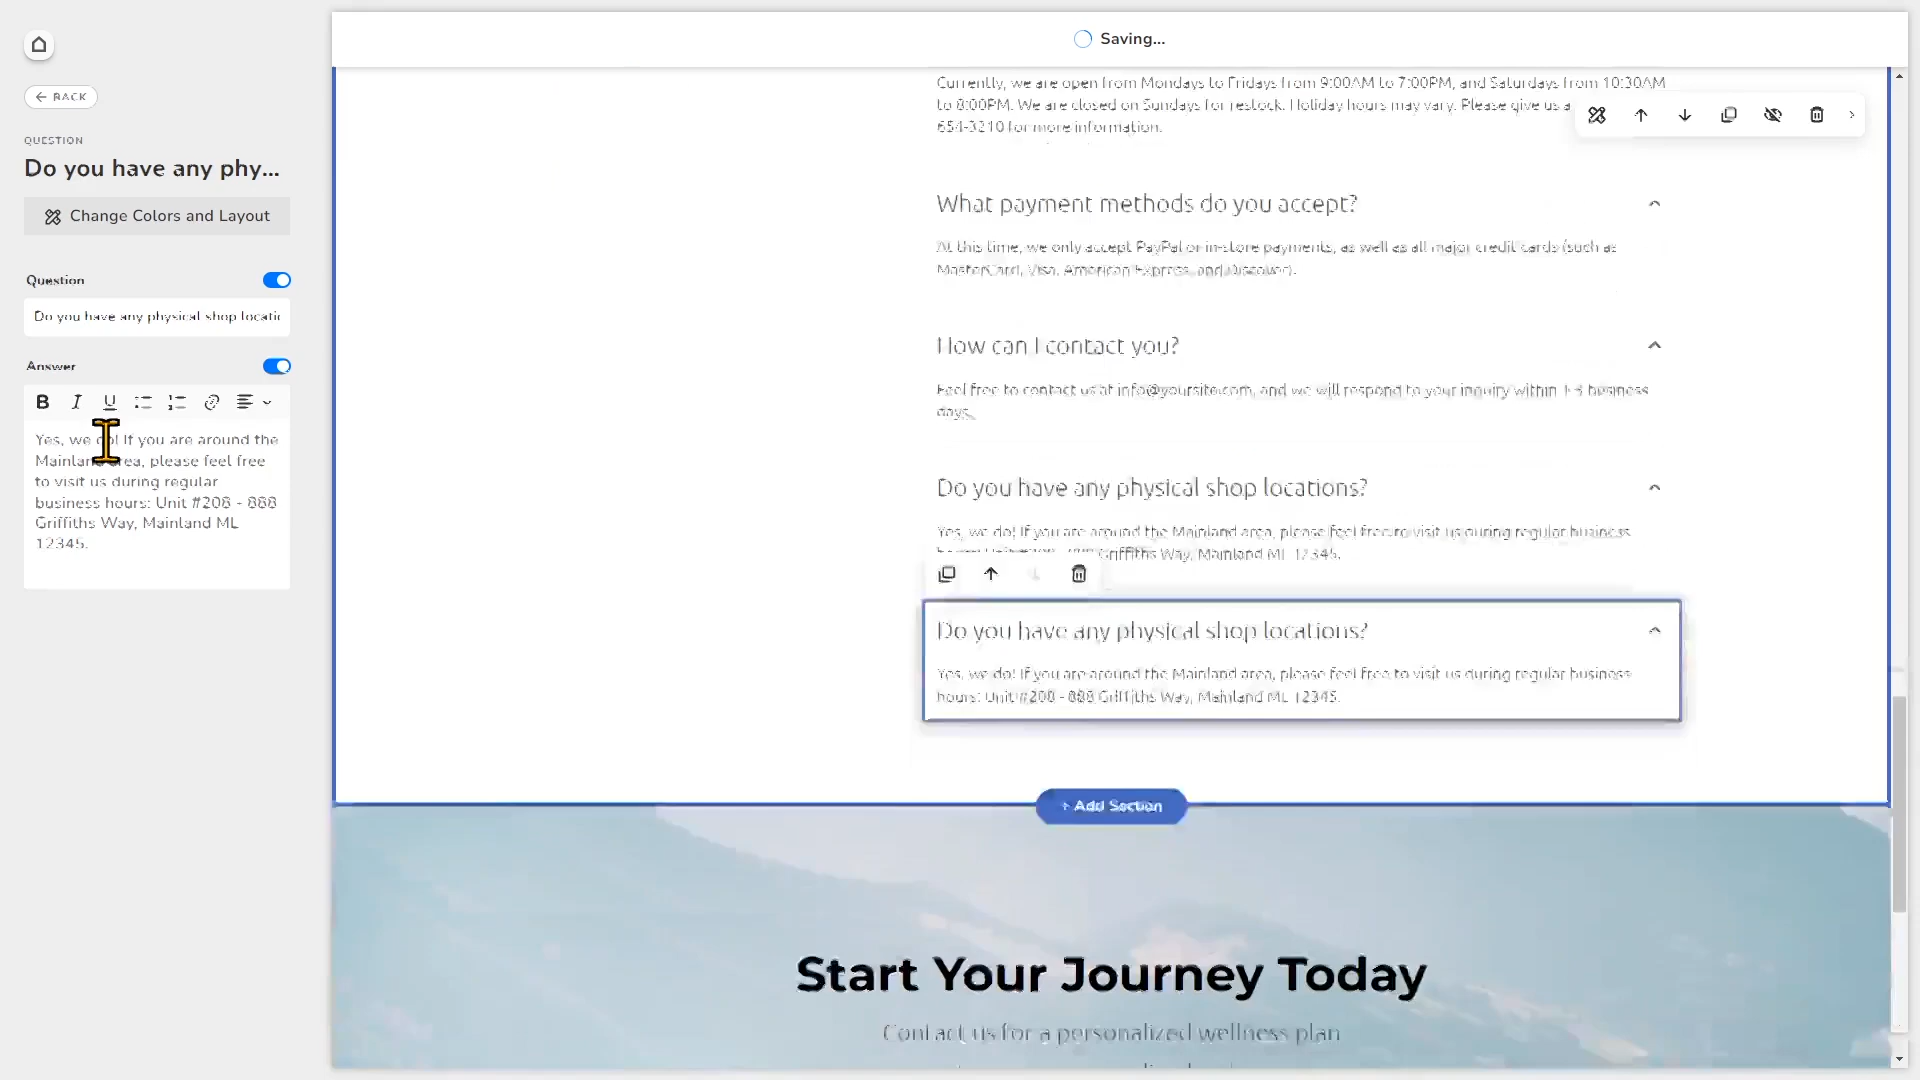 Saving...
BACK
QUESTION
Do you have any phy...
Change Colors and Layout
Question
Do you have any physical shop locatic
Answer
B I U
Yes, we do! If you are around the
Mainland area, please feel free
to visit us during regular
business hours: Unit #208 - 888
Griffiths Way, Mainland ML
12345.
Currently, we are open from Mondays to Fridays from 9:00AM to 7:00PM, and Saturdays from 10:30AM
to 8:00PM. We are closed on Sundays for restock. Holiday hours may vary. Please give us a
654-3210 for more information.
What payment methods do you accept?
At this time, we only accept PayPal or in-store payments, as well as all major credit cards (such as
MasterCard, Visa, American Express, and Discover).
How can I contact you?
Feel free to contact us at info@yoursite.com, and we will respond to your inquiry within 1-3 business
days.
Do you have any physical shop locations?
Yes, we do! If you are around the Mainland area, please feel free to visit us during regular business
Griffiths Way, Mainland ML 12345.
Do you have any physical shop locations?
Yes, we do! If you are around the Mainland area, please feel free to visit us during regular business
hours: Unit #208 - 888 Griffiths Way, Mainland ML 12345.
+ Add Section
Start Your Journey Today
Contact us for a personalized wellness plan